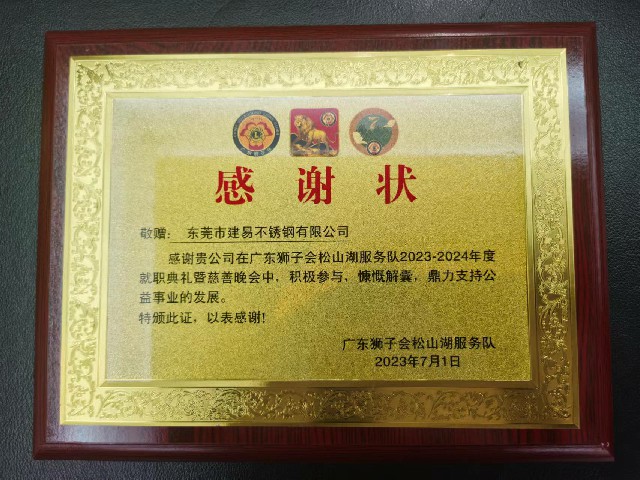 感谢状
敬赠：东莞市建易不锈钢有限公司
感谢贵公司在广东狮子会松山湖服务队2023-2024年度
就职典礼暨慈善晚会中，积极参与，慷慨解囊，鼎力支持公
益事业的发展。
特颁此证，以表感谢！
广东狮子会松山湖服务队
2023年7月1日